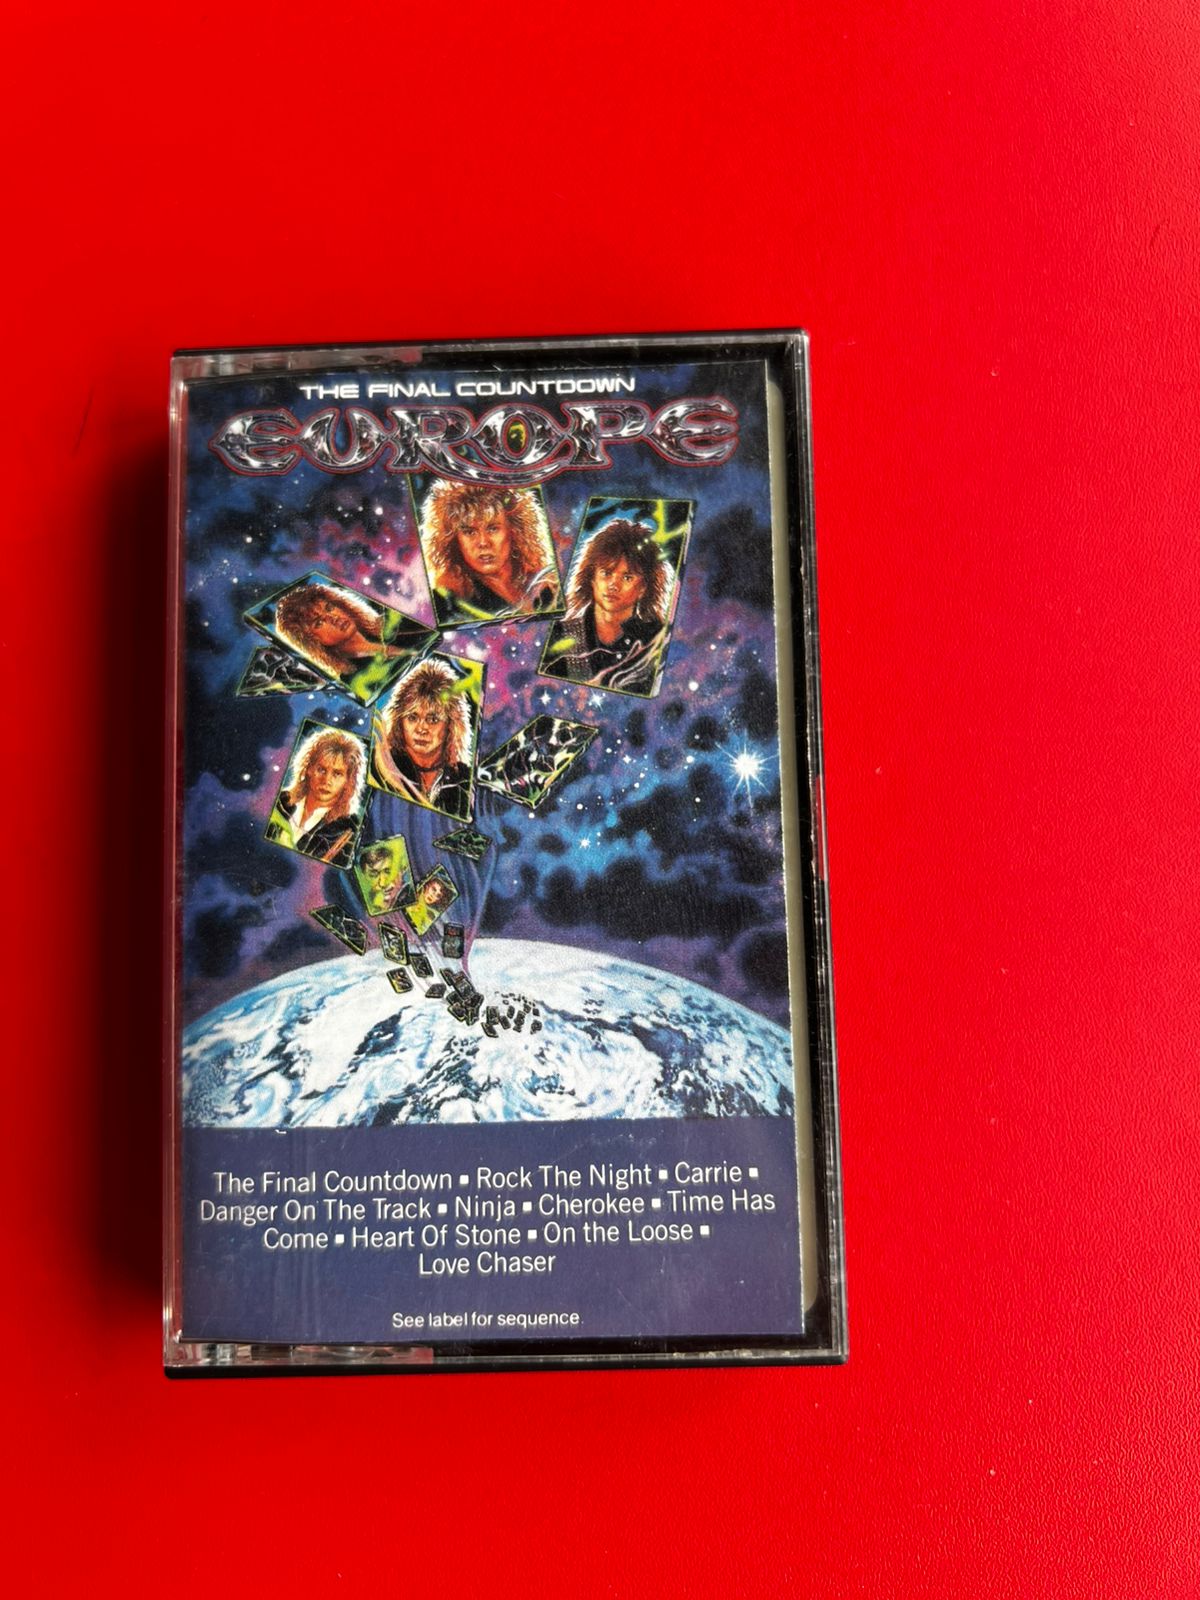 THE FINAL COUNTDOWN
EUROPE
The Final Countdown ▪ Rock The Night ▪ Carrie ▪
Danger On The Track ▪ Ninja ▪ Cherokee ▪ Time Has
Come ▪ Heart Of Stone ▪ On the Loose ▪
Love Chaser
See label for sequence